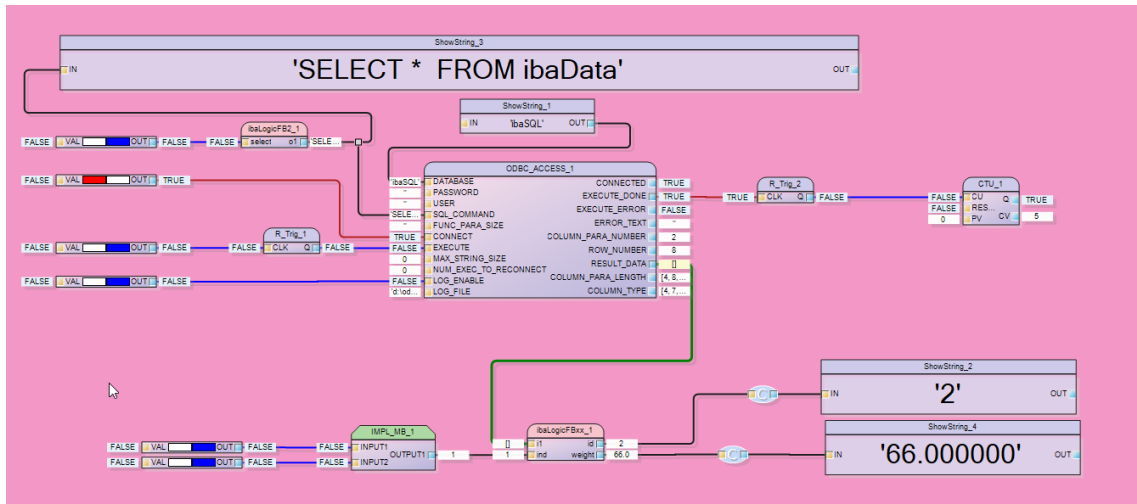 ShowString_3
IN 'SELECT * FROM ibaData' OUT
ShowString_1
IN 'ibaSQL' OUT
ibaLogicFB2_1
FALSE VAL OUT FALSE FALSE select o1 'SELE...
ODBC_ACCESS_1
'ibaSQL' DATABASE CONNECTED TRUE
'' PASSWORD EXECUTE_DONE TRUE
'' USER EXECUTE_ERROR FALSE
'SELE... SQL_COMMAND ERROR_TEXT ''
'' FUNC_PARA_SIZE COLUMN_PARA_NUMBER 2
TRUE CONNECT ROW_NUMBER 8
FALSE EXECUTE RESULT_DATA []
0 MAX_STRING_SIZE COLUMN_PARA_LENGTH [4, 8,...
0 NUM_EXEC_TO_RECONNECT COLUMN_TYPE [4, 7,...
FALSE LOG_ENABLE
'd:\od... LOG_FILE
FALSE VAL OUT TRUE
R_Trig_1
FALSE VAL OUT FALSE FALSE CLK Q FALSE
FALSE VAL OUT FALSE
R_Trig_2
TRUE CLK Q FALSE
CTU_1
FALSE CU Q TRUE
FALSE RES... CV 5
0 PV
IMPL_MB_1
FALSE VAL OUT FALSE FALSE INPUT1 OUTPUT1 1
FALSE VAL OUT FALSE FALSE INPUT2
ibaLogicFBxx_1
[] i1 id 2
1 ind weight 66.0
C
C
ShowString_2
IN '2' OUT
ShowString_4
IN '66.000000' OUT